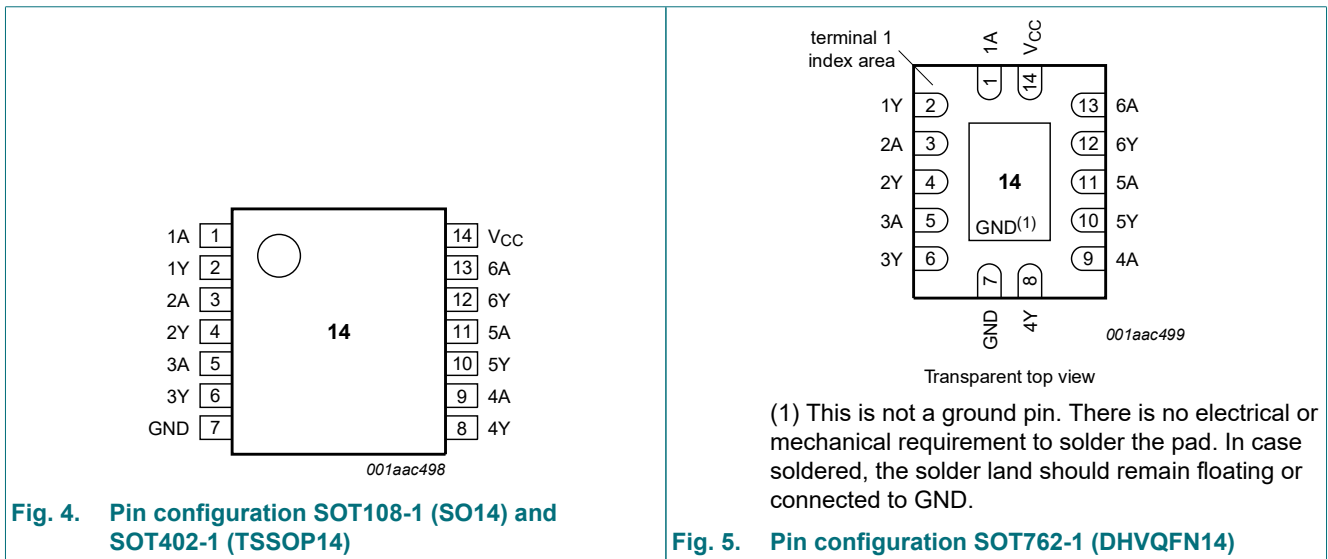 1A 1 14 VCC
1Y 2 13 6A
2A 3 12 6Y
2Y 4 14 11 5A
3A 5 10 5Y
3Y 6 9 4A
GND 7 8 4Y
001aac498
Fig. 4. Pin configuration SOT108-1 (SO14) and
SOT402-1 (TSSOP14)
terminal 1
index area
1A VCC
1 14
1Y 2 13 6A
2A 3 12 6Y
2Y 4 14 11 5A
3A 5 GND(1) 10 5Y
3Y 6 9 4A
7 8
GND 4Y
001aac499
Transparent top view
(1) This is not a ground pin. There is no electrical or
mechanical requirement to solder the pad. In case
soldered, the solder land should remain floating or
connected to GND.
Fig. 5. Pin configuration SOT762-1 (DHVQFN14)